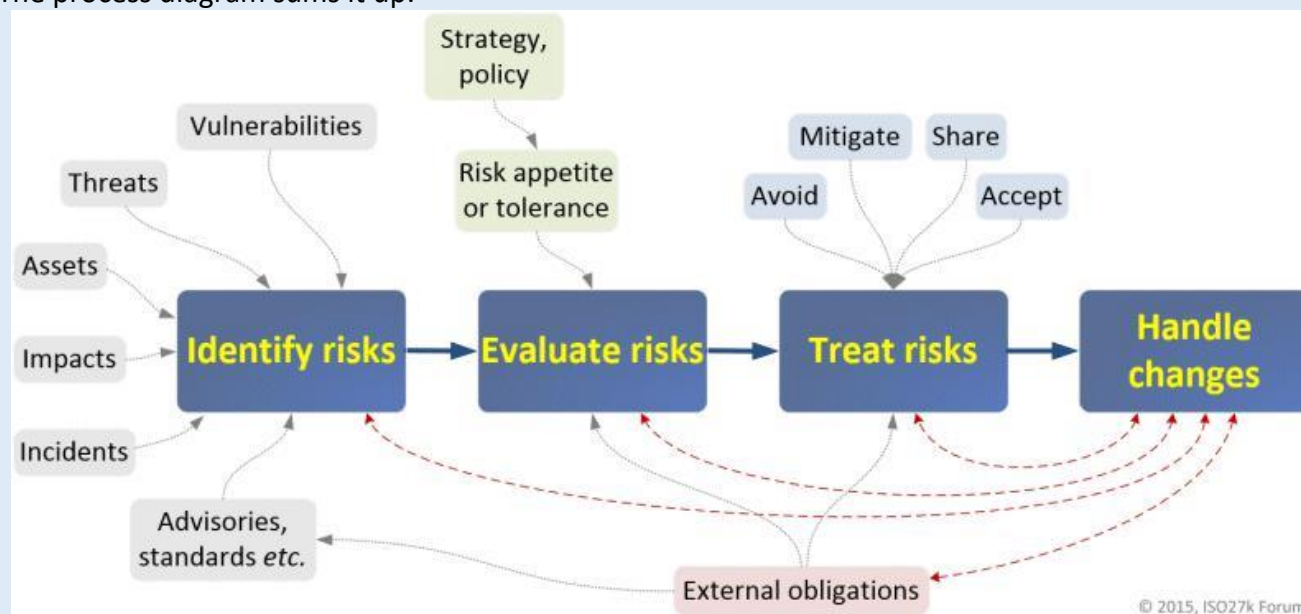 The process diagram sums it up:
Strategy,
policy
Vulnerabilities
Mitigate
Share
Threats
Risk appetite
or tolerance
Avoid
Accept
Assets
Identify risks
Evaluate risks
Treat risks
Handle
changes
Impacts
Incidents
Advisories,
standards etc.
External obligations
© 2015, ISO27k Forum